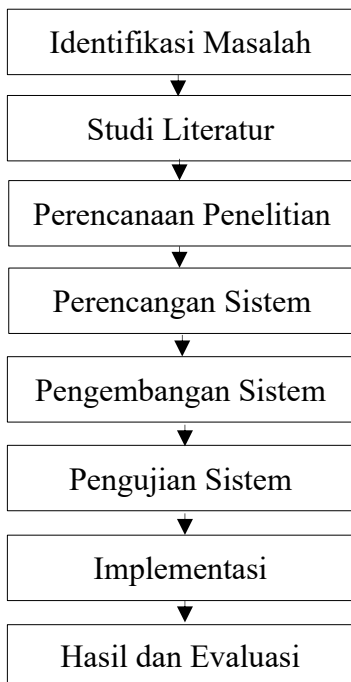 Identifikasi Masalah
Studi Literatur
Perencanaan Penelitian
Perencangan Sistem
Pengembangan Sistem
Pengujian Sistem
Implementasi
Hasil dan Evaluasi